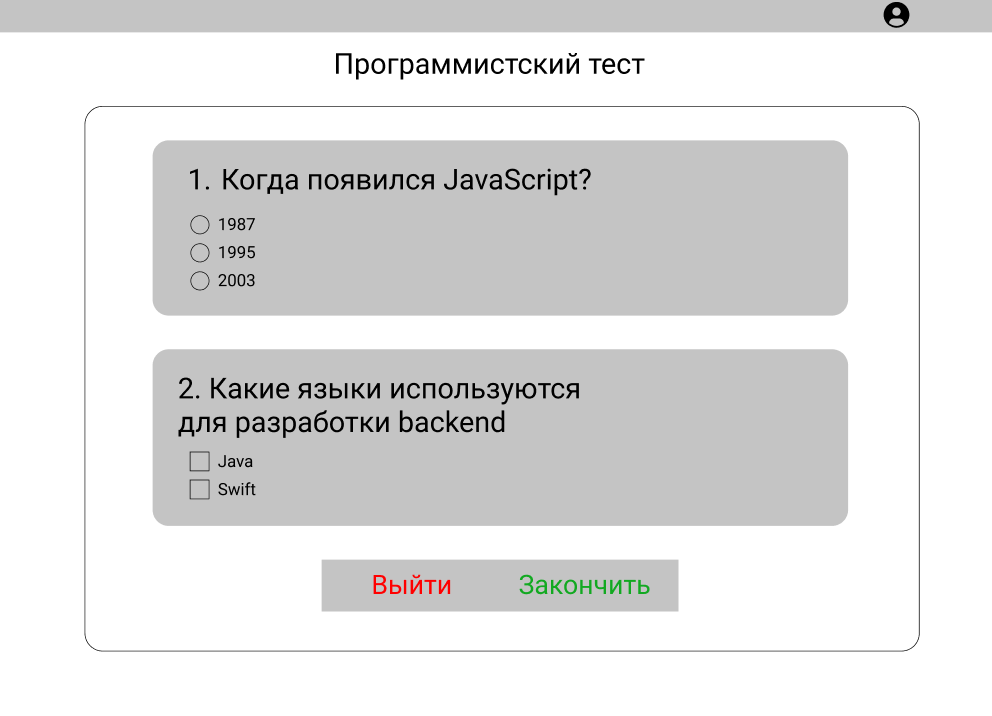 Программистский тест
1. Когда появился JavaScript?
1987
1995
2003
2. Какие языки используются
для разработки backend
Java
Swift
Выйти
Закончить